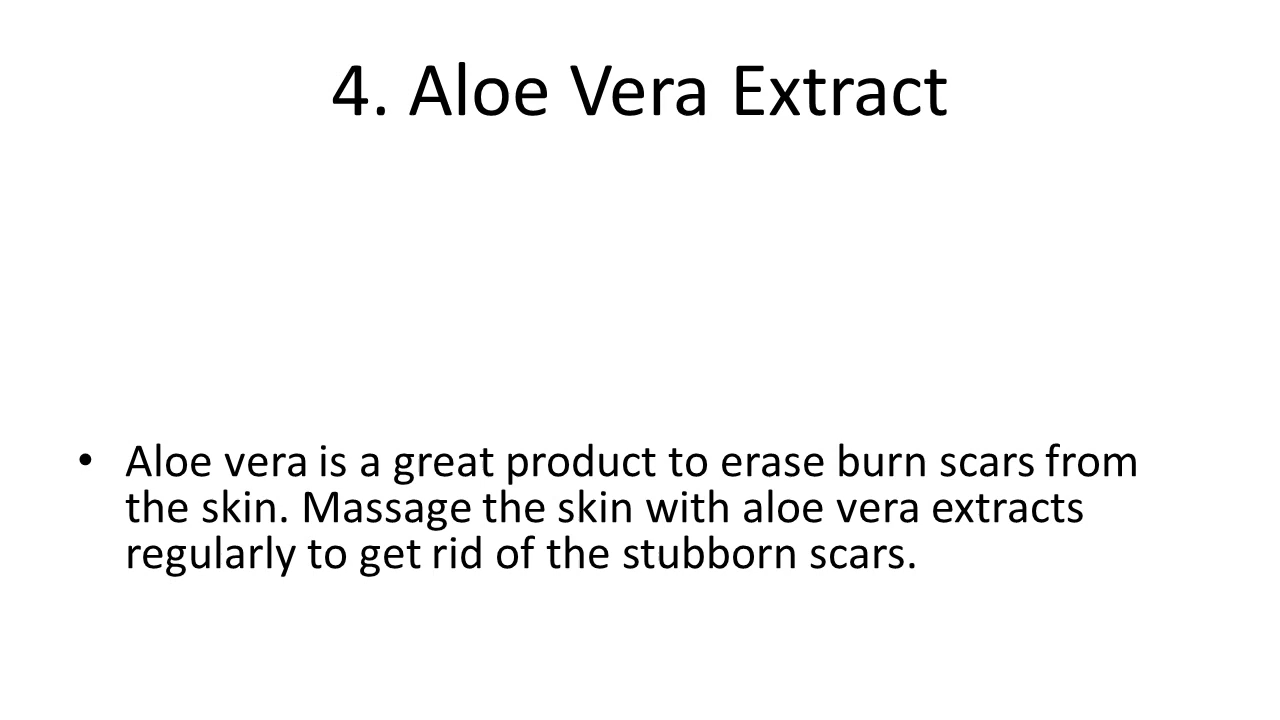 4. Aloe Vera Extract
• Aloe vera is a great product to erase burn scars from
the skin. Massage the skin with aloe vera extracts
regularly to get rid of the stubborn scars.